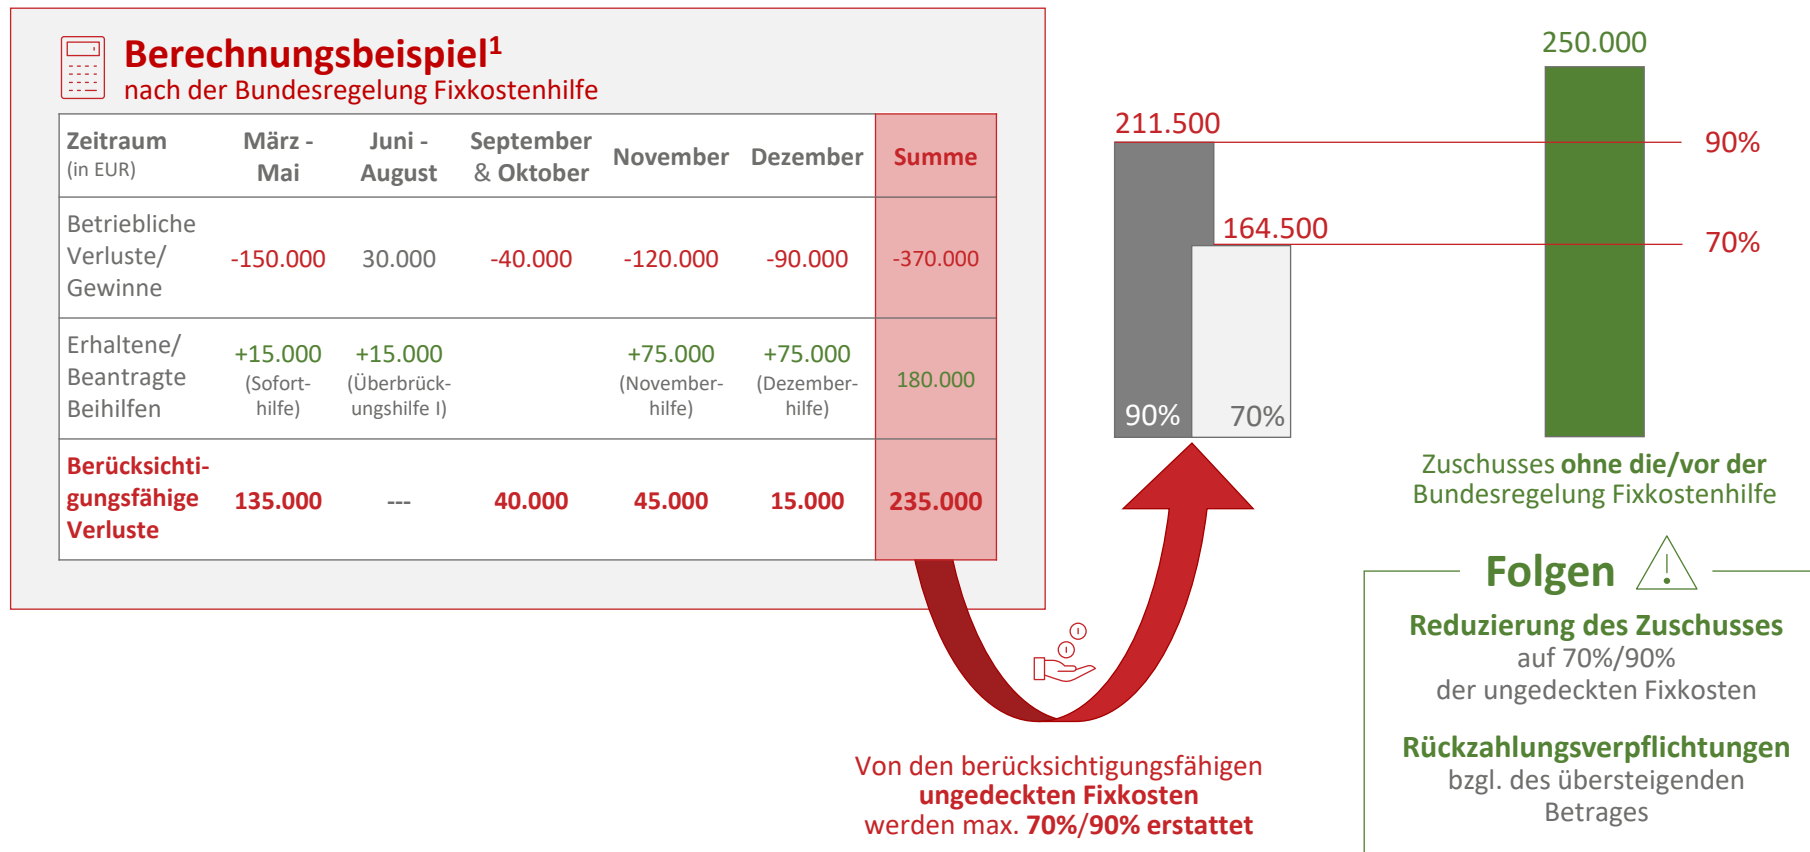 Berechnungsbeispiel¹
nach der Bundesregelung Fixkostenhilfe
Zeitraum
(in EUR)
März -
Mai
Juni -
August
September
& Oktober
November
Dezember
Summe
Betriebliche
Verluste/
Gewinne
-150.000
30.000
-40.000
-120.000
-90.000
-370.000
Erhaltene/
Beantragte
Beihilfen
+15.000
(Sofort-
hilfe)
+15.000
(Überbrück-
ungshilfe I)
+75.000
(November-
hilfe)
+75.000
(Dezember-
hilfe)
180.000
Berücksichti-
gungsfähige
Verluste
135.000
---
40.000
45.000
15.000
235.000
Von den berücksichtigungsfähigen
ungedeckten Fixkosten
werden max. 70%/90% erstattet
211.500
164.500
90%
70%
250.000
90%
70%
Zuschusses ohne die/vor der
Bundesregelung Fixkostenhilfe
Folgen
Reduzierung des Zuschusses
auf 70%/90%
der ungedeckten Fixkosten
Rückzahlungsverpflichtungen
bzgl. des übersteigenden
Betrages